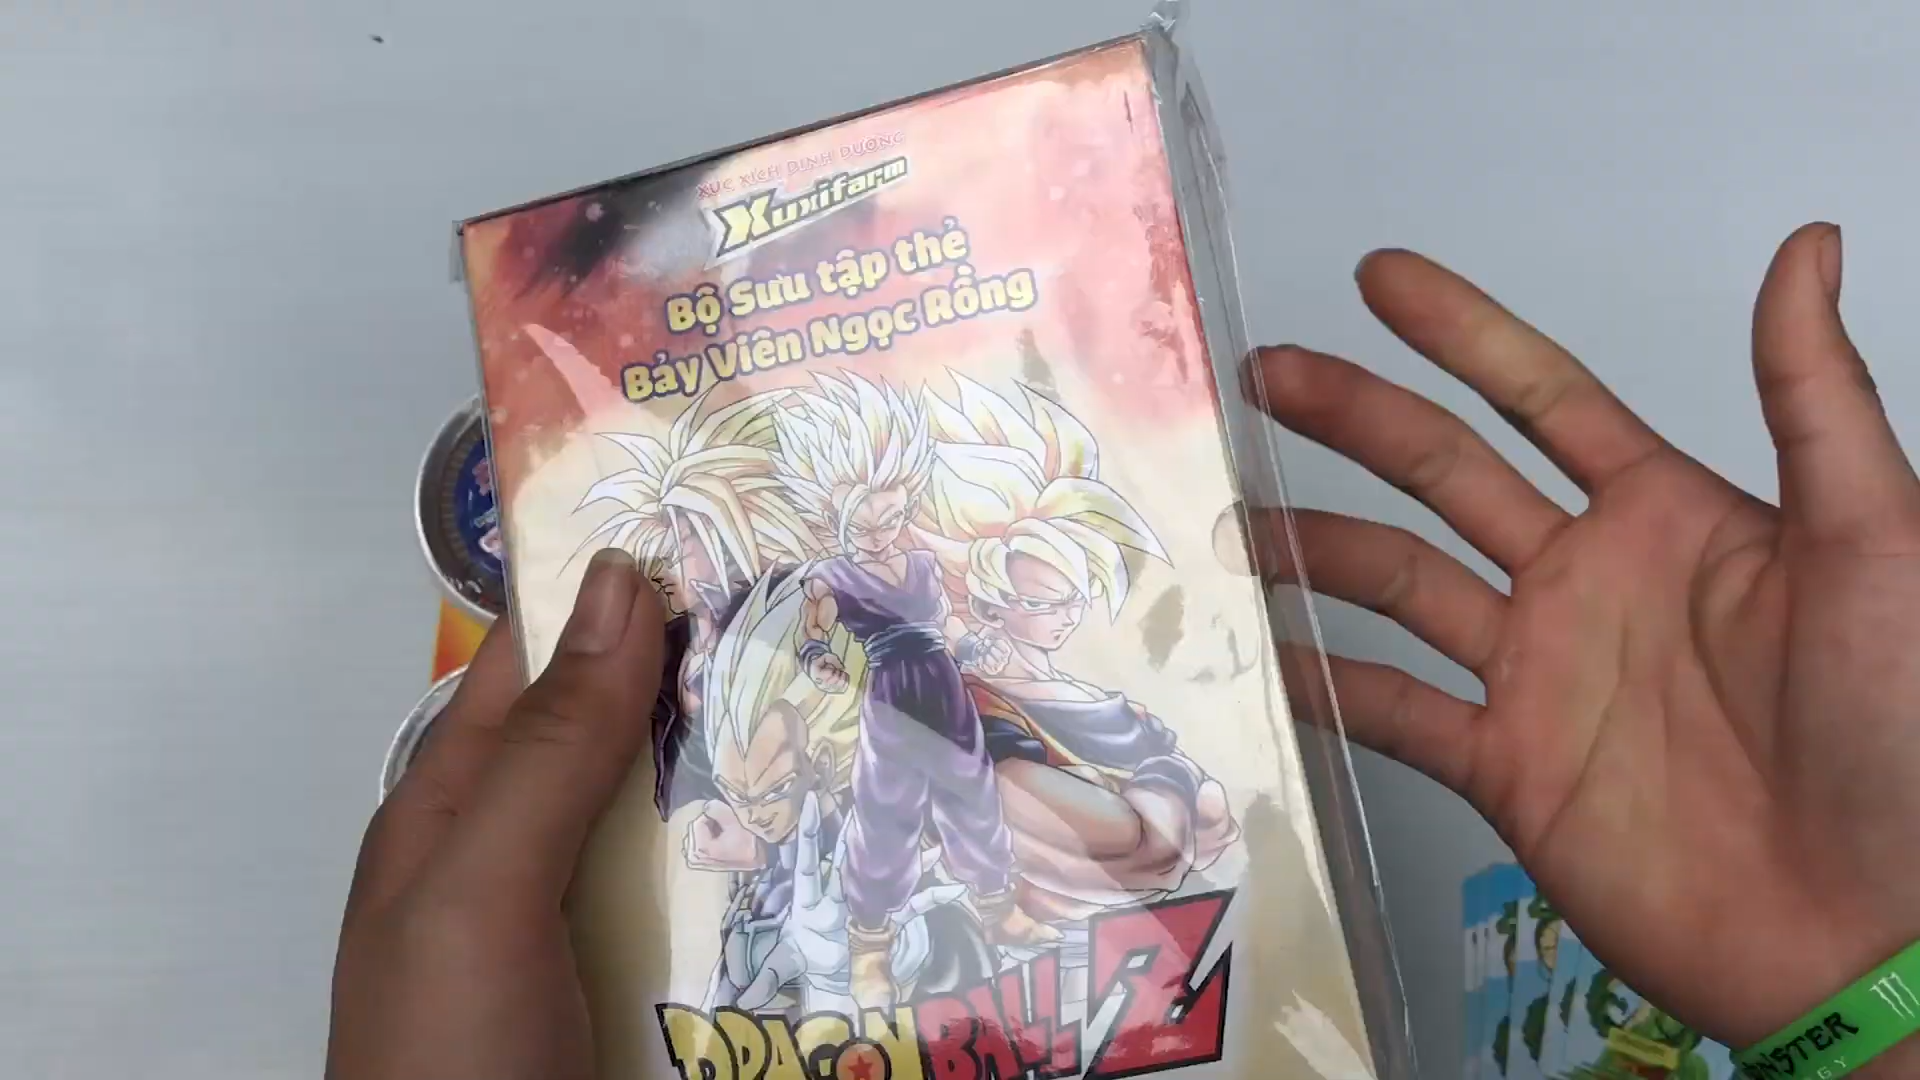 XÚC XÍCH DINH DƯỠNG
Xuxifarm
Bộ Sưu tập thẻ
Bảy Viên Ngọc Rồng
DRAGON BALL Z